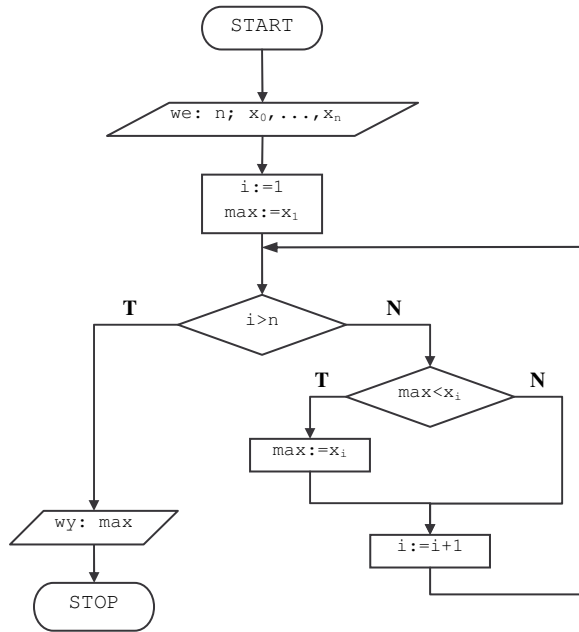 START
we: n; x₀,...,xₙ
i:=1
max:=x₁
T
i>n
N
T
max<xᵢ
N
max:=xᵢ
wy: max
i:=i+1
STOP